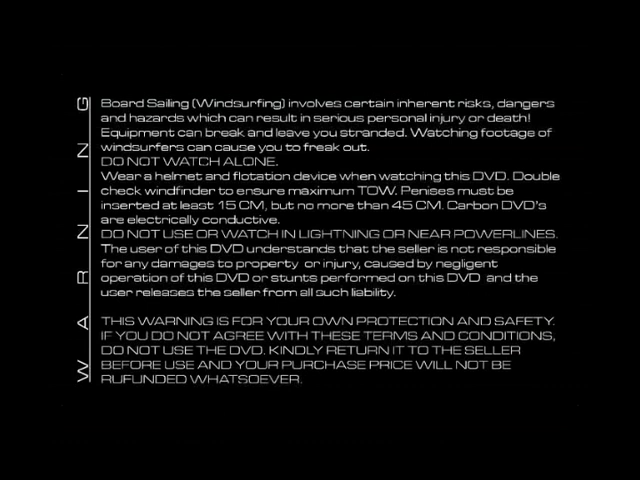 WARNING
Board Sailing (Windsurfing) involves certain inherent risks, dangers
and hazards which can result in serious personal injury or death!
Equipment can break and leave you stranded. Watching footage of
windsurfers can cause you to freak out.
DO NOT WATCH ALONE.
Wear a helmet and flotation device when watching this DVD. Double
check windfinder to ensure maximum TOW. Penises must be
inserted at least 15 CM, but no more than 45 CM. Carbon DVD's
are electrically conductive.
DO NOT USE OR WATCH IN LIGHTNING OR NEAR POWERLINES.
The user of this DVD understands that the seller is not responsible
for any damages to property or injury, caused by negligent
operation of this DVD or stunts performed on this DVD and the
user releases the seller from all such liability.
THIS WARNING IS FOR YOUR OWN PROTECTION AND SAFETY.
IF YOU DO NOT AGREE WITH THESE TERMS AND CONDITIONS,
DO NOT USE THE DVD. KINDLY RETURN IT TO THE SELLER
BEFORE USE AND YOUR PURCHASE PRICE WILL NOT BE
RUFUNDED WHATSOEVER.